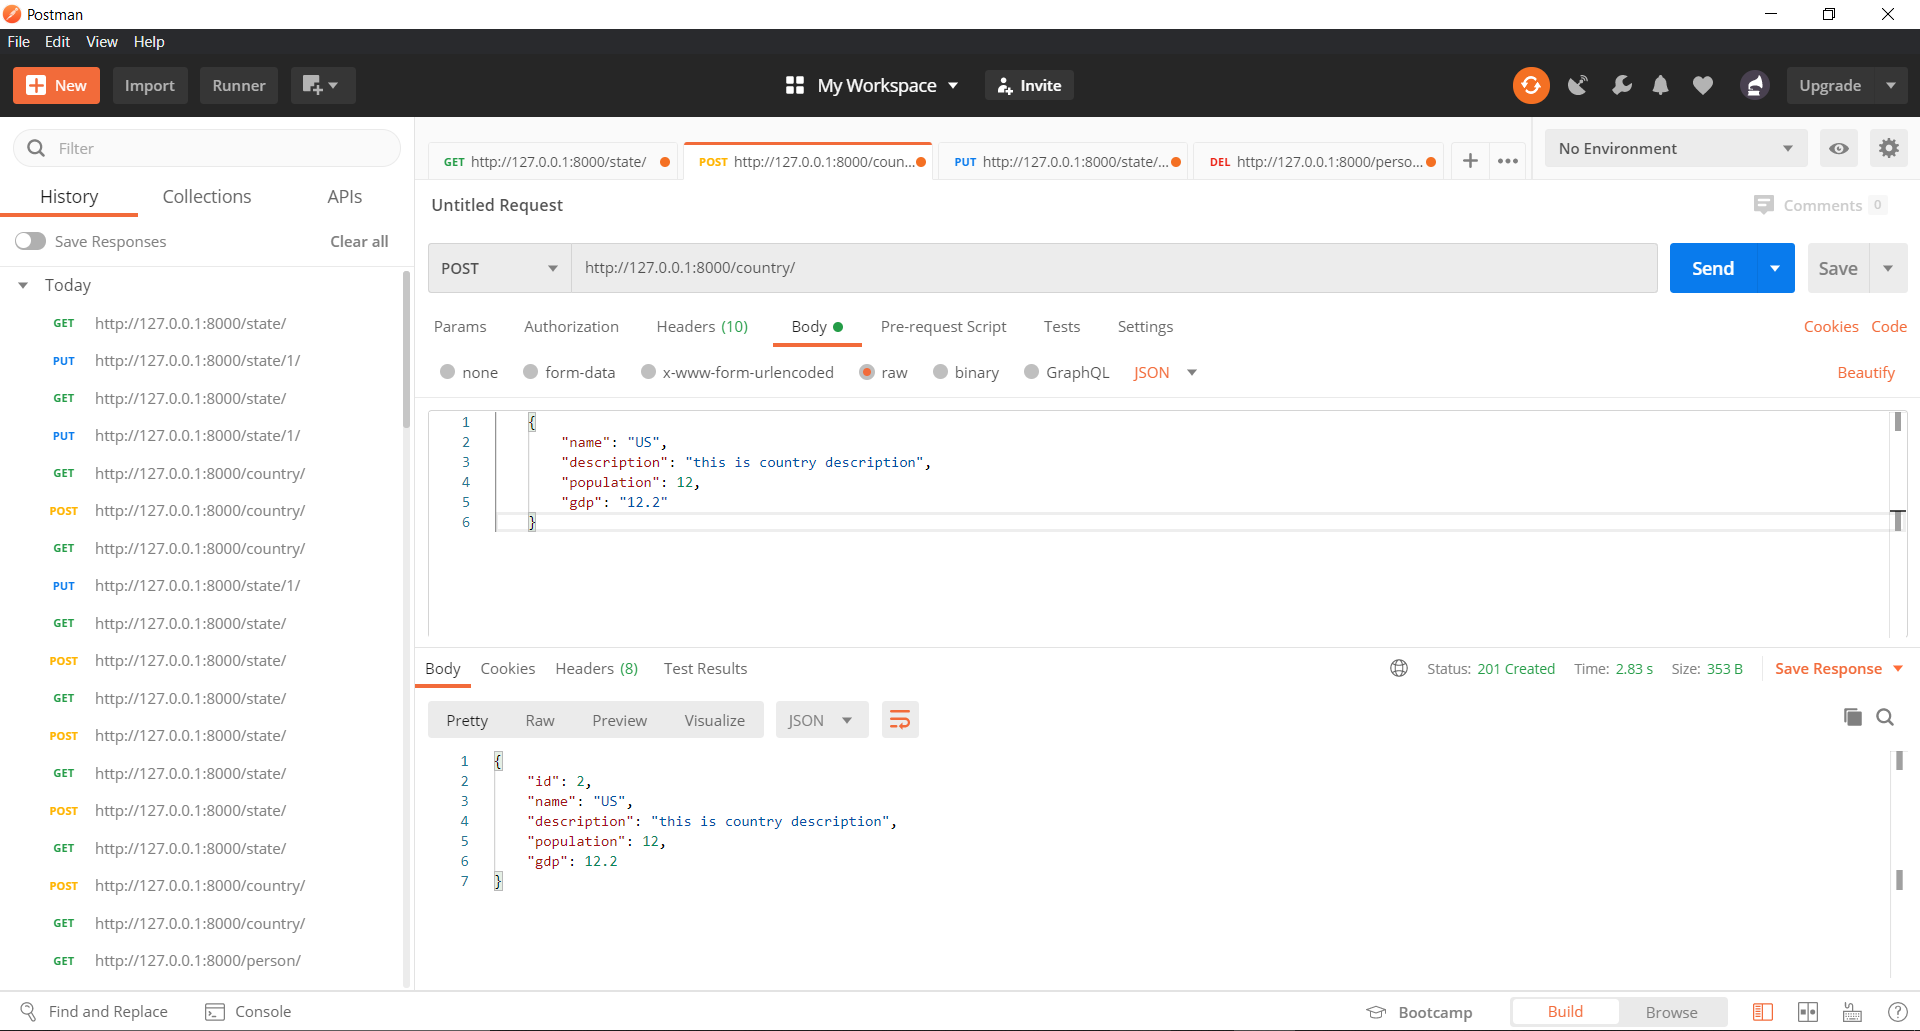 Postman
File Edit View Help
New Import Runner My Workspace Invite Upgrade
Filter
History Collections APIs
Save Responses Clear all
Today
GET http://127.0.0.1:8000/state/
PUT http://127.0.0.1:8000/state/1/
GET http://127.0.0.1:8000/state/
PUT http://127.0.0.1:8000/state/1/
GET http://127.0.0.1:8000/country/
POST http://127.0.0.1:8000/country/
GET http://127.0.0.1:8000/country/
PUT http://127.0.0.1:8000/state/1/
GET http://127.0.0.1:8000/state/
POST http://127.0.0.1:8000/state/
GET http://127.0.0.1:8000/state/
POST http://127.0.0.1:8000/state/
GET http://127.0.0.1:8000/state/
POST http://127.0.0.1:8000/state/
GET http://127.0.0.1:8000/state/
POST http://127.0.0.1:8000/country/
GET http://127.0.0.1:8000/country/
GET http://127.0.0.1:8000/person/
GET http://127.0.0.1:8000/state/ POST http://127.0.0.1:8000/coun... PUT http://127.0.0.1:8000/state/... DEL http://127.0.0.1:8000/perso... No Environment
Untitled Request Comments 0
POST http://127.0.0.1:8000/country/ Send Save
Params Authorization Headers (10) Body Pre-request Script Tests Settings Cookies Code
none form-data x-www-form-urlencoded raw binary GraphQL JSON Beautify
1 {
2 "name": "US",
3 "description": "this is country description",
4 "population": 12,
5 "gdp": "12.2"
6 }
Body Cookies Headers (8) Test Results Status: 201 Created Time: 2.83 s Size: 353 B Save Response
Pretty Raw Preview Visualize JSON
1 {
2 "id": 2,
3 "name": "US",
4 "description": "this is country description",
5 "population": 12,
6 "gdp": 12.2
7 }
Find and Replace Console Bootcamp Build Browse